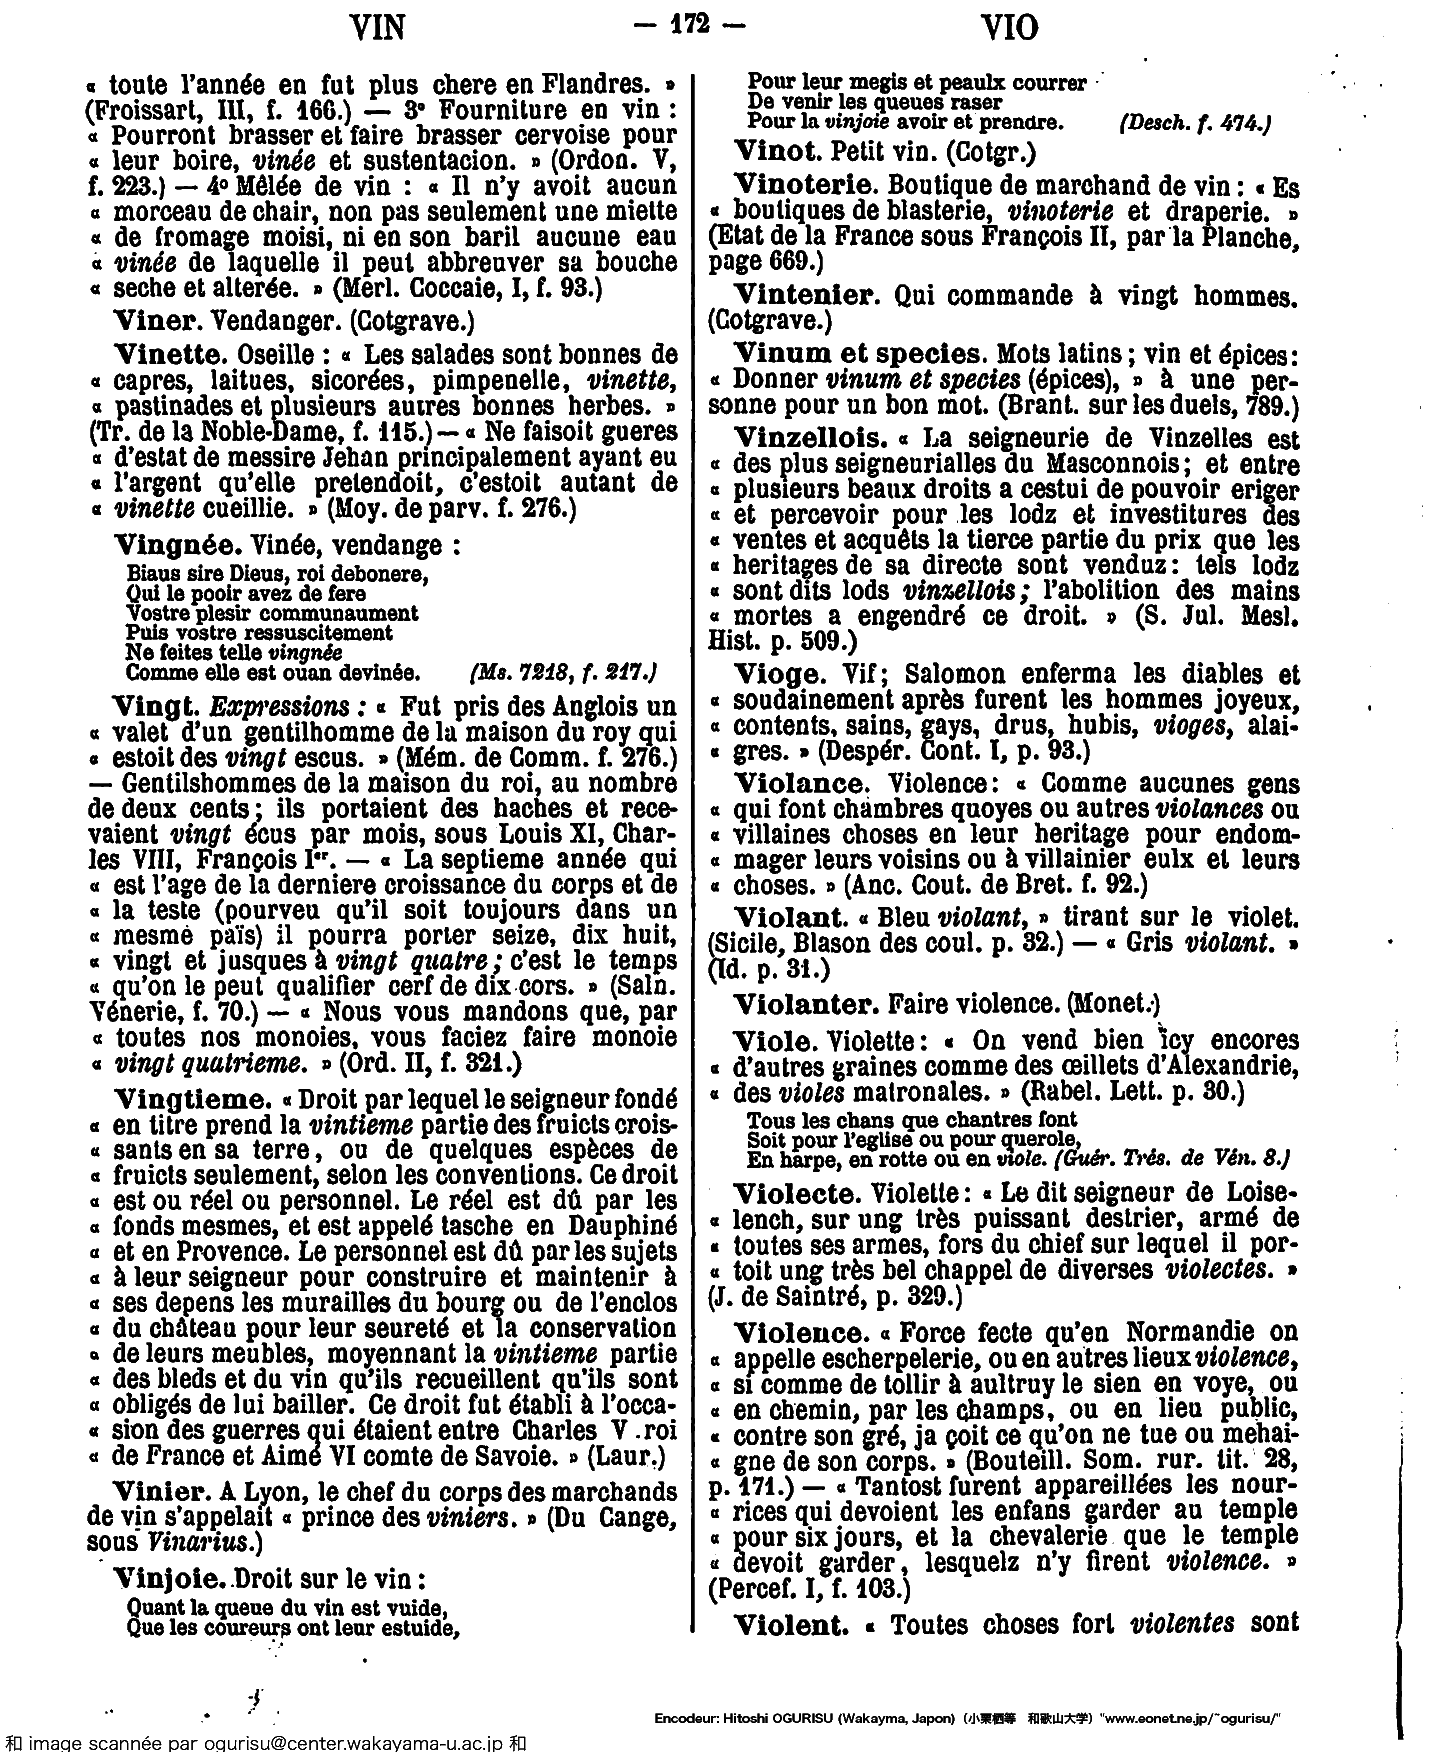 VIN — 172 — VIO
« toute l'année en fut plus chere en Flandres. »
(Froissart, III, f. 166.) — 3° Fourniture en vin :
« Pourront brasser et faire brasser cervoise pour
« leur boire, vinée et sustentacion. » (Ordon. V,
f. 223.) — 4° Mêlée de vin : « Il n'y avoit aucun
« morceau de chair, non pas seulement une miette
« de fromage moisi, ni en son baril aucune eau
« vinée de laquelle il peut abbreuver sa bouche
« seche et alterée. » (Merl. Coccaie, I, f. 93.)
Viner. Vendanger. (Cotgrave.)
Vinette. Oseille : « Les salades sont bonnes de
« capres, laitues, sicorées, pimpenelle, vinette,
« pastinades et plusieurs autres bonnes herbes. »
(Tr. de la Noble-Dame, f. 115.) — « Ne faisoit gueres
« d'estat de messire Jehan principalement ayant eu
« l'argent qu'elle pretendoit, c'estoit autant de
« vinette cueillie. » (Moy. de parv. f. 276.)
Vingnée. Vinée, vendange :
Biaus sire Dieus, roi debonere,
Qui le pooir avez de fere
Vostre plesir communaument
Puis vostre ressuscitement
Ne feites telle vingnée
Comme elle est ouan devinée. (Ms. 7218, f. 217.)
Vingt. Expressions : « Fut pris des Anglois un
« valet d'un gentilhomme de la maison du roy qui
« estoit des vingt escus. » (Mém. de Comm. f. 276.)
— Gentilshommes de la maison du roi, au nombre
de deux cents ; ils portaient des haches et rece-
vaient vingt écus par mois, sous Louis XI, Char-
les VIII, François Ier. — « La septieme année qui
« est l'age de la derniere croissance du corps et de
« la teste (pourveu qu'il soit toujours dans un
« mesme païs) il pourra porter seize, dix huit,
« vingt et jusques à vingt quatre ; c'est le temps
« qu'on le peut qualifier cerf de dix cors. » (Saln.
Vénerie, f. 70.) — « Nous vous mandons que, par
« toutes nos monoies, vous faciez faire monoie
« vingt quatrieme. » (Ord. II, f. 321.)
Vingtieme. « Droit par lequel le seigneur fondé
« en titre prend la vintieme partie des fruicts crois-
« sants en sa terre, ou de quelques espèces de
« fruicts seulement, selon les conventions. Ce droit
« est ou réel ou personnel. Le réel est dû par les
« fonds mesmes, et est appelé tasche en Dauphiné
« et en Provence. Le personnel est dû par les sujets
« à leur seigneur pour construire et maintenir à
« ses depens les murailles du bourg ou de l'enclos
« du château pour leur seureté et la conservation
« de leurs meubles, moyennant la vintieme partie
« des bleds et du vin qu'ils recueillent qu'ils sont
« obligés de lui bailler. Ce droit fut établi à l'occa-
« sion des guerres qui étaient entre Charles V roi
« de France et Aimé VI comte de Savoie. » (Laur.)
Vinier. A Lyon, le chef du corps des marchands
de vin s'appelait « prince des viniers. » (Du Cange,
sous Vinarius.)
Vinjoie. Droit sur le vin :
Quant la queue du vin est vuide,
Que les coureurs ont leur estuide,
Pour leur megis et peaulx courrer
De venir les queues raser
Pour la vinjoie avoir et prendre. (Desch. f. 474.)
Vinot. Petit vin. (Cotgr.)
Vinoterie. Boutique de marchand de vin : « Es
« boutiques de blasterie, vinoterie et draperie. »
(Etat de la France sous François II, par la Planche,
page 669.)
Vintenier. Qui commande à vingt hommes.
(Cotgrave.)
Vinum et species. Mots latins ; vin et épices :
« Donner vinum et species (épices), » à une per-
sonne pour un bon mot. (Brant. sur les duels, 789.)
Vinzellois. « La seigneurie de Vinzelles est
« des plus seigneurialles du Masconnois ; et entre
« plusieurs beaux droits a cestui de pouvoir eriger
« et percevoir pour les lodz et investitures des
« ventes et acquêts la tierce partie du prix que les
« heritages de sa directe sont venduz : tels lodz
« sont dits lods vinzellois ; l'abolition des mains
« mortes a engendré ce droit. » (S. Jul. Mesl.
Hist. p. 509.)
Vioge. Vif ; Salomon enferma les diables et
« soudainement après furent les hommes joyeux,
« contents, sains, gays, drus, hubis, vioges, alai-
« gres. » (Despér. Cont. I, p. 93.)
Violance. Violence : « Comme aucunes gens
« qui font chambres quoyes ou autres violances ou
« villaines choses en leur heritage pour endom-
« mager leurs voisins ou à villainier eulx et leurs
« choses. » (Anc. Cout. de Bret. f. 92.)
Violant. « Bleu violant, » tirant sur le violet.
(Sicile, Blason des coul. p. 32.) — « Gris violant. »
(Id. p. 31.)
Violanter. Faire violence. (Monet.)
Viole. Violette : « On vend bien icy encores
« d'autres graines comme des œillets d'Alexandrie,
« des violes matronales. » (Rabel. Lett. p. 30.)
Tous les chans que chantres font
Soit pour l'eglise ou pour querole,
En harpe, en rotte ou en viole. (Guér. Trés. de Vén. 8.)
Violecte. Violette : « Le dit seigneur de Loise-
« lench, sur ung très puissant destrier, armé de
« toutes ses armes, fors du chief sur lequel il por-
« toit ung très bel chappel de diverses violectes. »
(J. de Saintré, p. 329.)
Violence. « Force fecte qu'en Normandie on
« appelle escherpelerie, ou en autres lieux violence,
« si comme de tollir à aultruy le sien en voye, ou
« en chemin, par les champs, ou en lieu public,
« contre son gré, ja çoit ce qu'on ne tue ou mehai-
« gne de son corps. » (Bouteill. Som. rur. tit. 28,
p. 171.) — « Tantost furent appareillées les nour-
« rices qui devoient les enfans garder au temple
« pour six jours, et la chevalerie que le temple
« devoit garder, lesquelz n'y firent violence. »
(Percef. I, f. 103.)
Violent. « Toutes choses fort violentes sont
Encodeur: Hitoshi OGURISU (Wakayma, Japon) (小栗栖等 和歌山大学) "www.eonet.ne.jp/~ogurisu/"
和 image scannée par ogurisu@center.wakayama-u.ac.jp 和